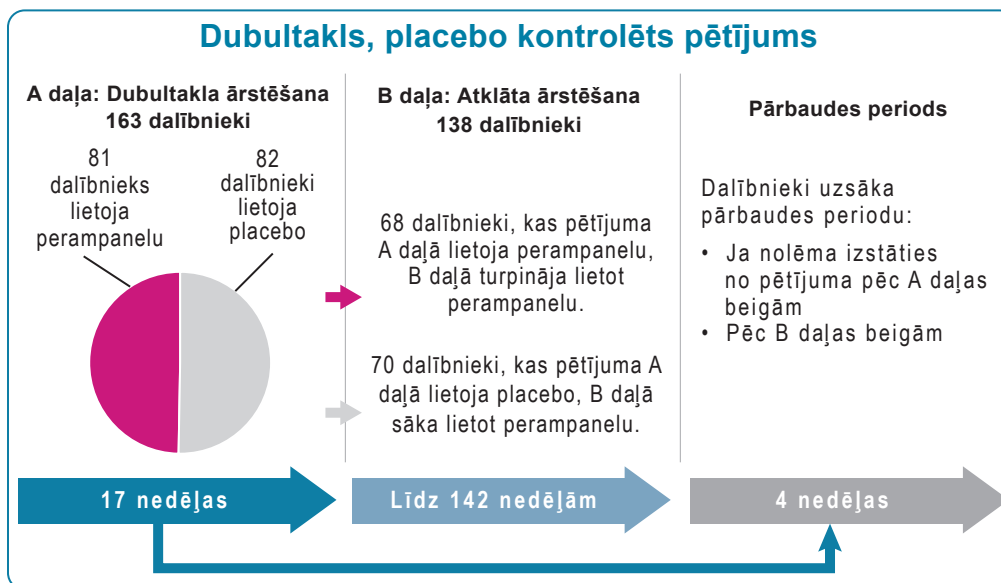 Dubultakls, placebo kontrolēts pētījums
A daļa: Dubultakla ārstēšana
163 dalībnieki
81
dalībnieks
lietoja
perampanelu
82
dalībnieki
lietoja
placebo
B daļa: Atklāta ārstēšana
138 dalībnieki
68 dalībnieki, kas pētījuma
A daļā lietoja perampanelu,
B daļā turpināja lietot
perampanelu.
70 dalībnieki, kas pētījuma A
daļā lietoja placebo, B daļā
sāka lietot perampanelu.
Pārbaudes periods
Dalībnieki uzsāka
pārbaudes periodu:
• Ja nolēma izstāties
no pētījuma pēc A daļas
beigām
• Pēc B daļas beigām
17 nedēļas
Līdz 142 nedēļām
4 nedēļas